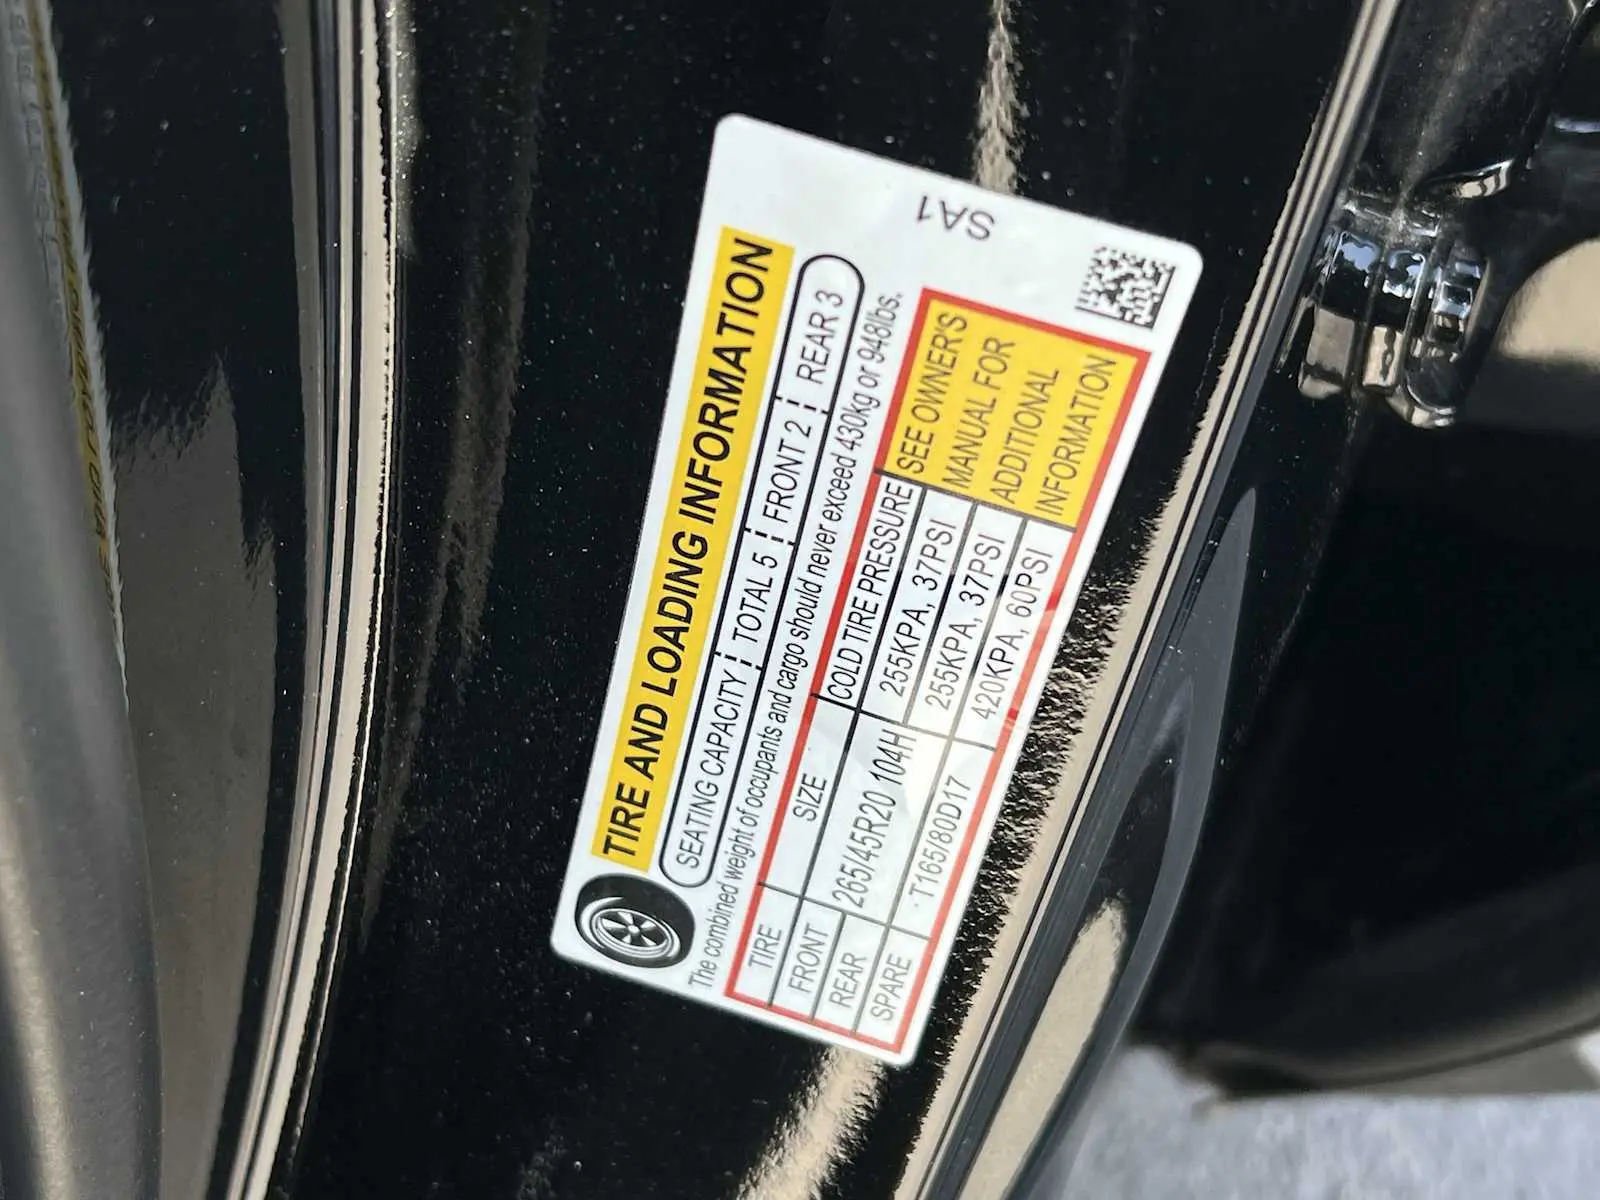 TIRE AND LOADING INFORMATION
SEATING CAPACITY TOTAL 5 FRONT 2 REAR 3
The combined weight of occupants and cargo should never exceed 430kg or 948lbs.
TIRE SIZE COLD TIRE PRESSURE
FRONT 265/45R20 104H 255KPA, 37PSI
REAR 255KPA, 37PSI
SPARE T165/80D17 420KPA, 60PSI
SEE OWNER'S
MANUAL FOR
ADDITIONAL
INFORMATION
SA1